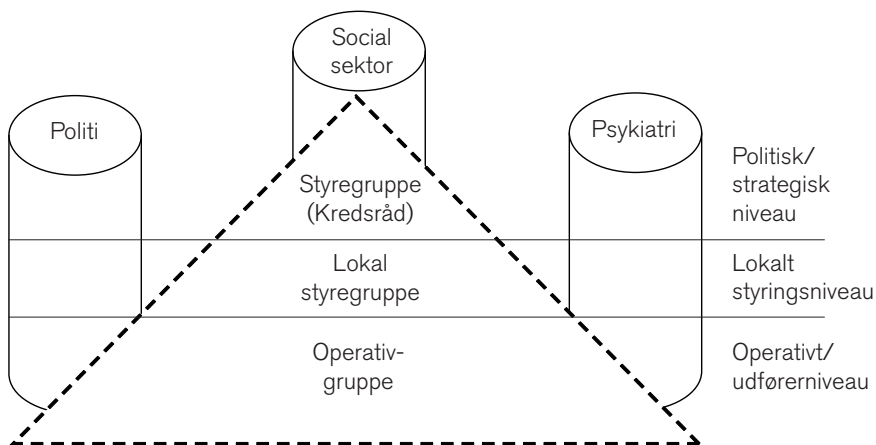 Social
sektor
Politi
Psykiatri
Styregruppe
(Kredsråd)
Politisk/
strategisk
niveau
Lokal
styregruppe
Lokalt
styringsniveau
Operativ-
gruppe
Operativt/
udførerniveau